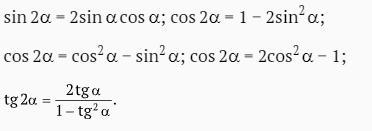 sin 2α = 2sin α cos α; cos 2α = 1 − 2sin²α;
cos 2α = cos²α − sin²α; cos 2α = 2cos²α − 1;
tg 2α = 2tg α / 1 − tg²α.